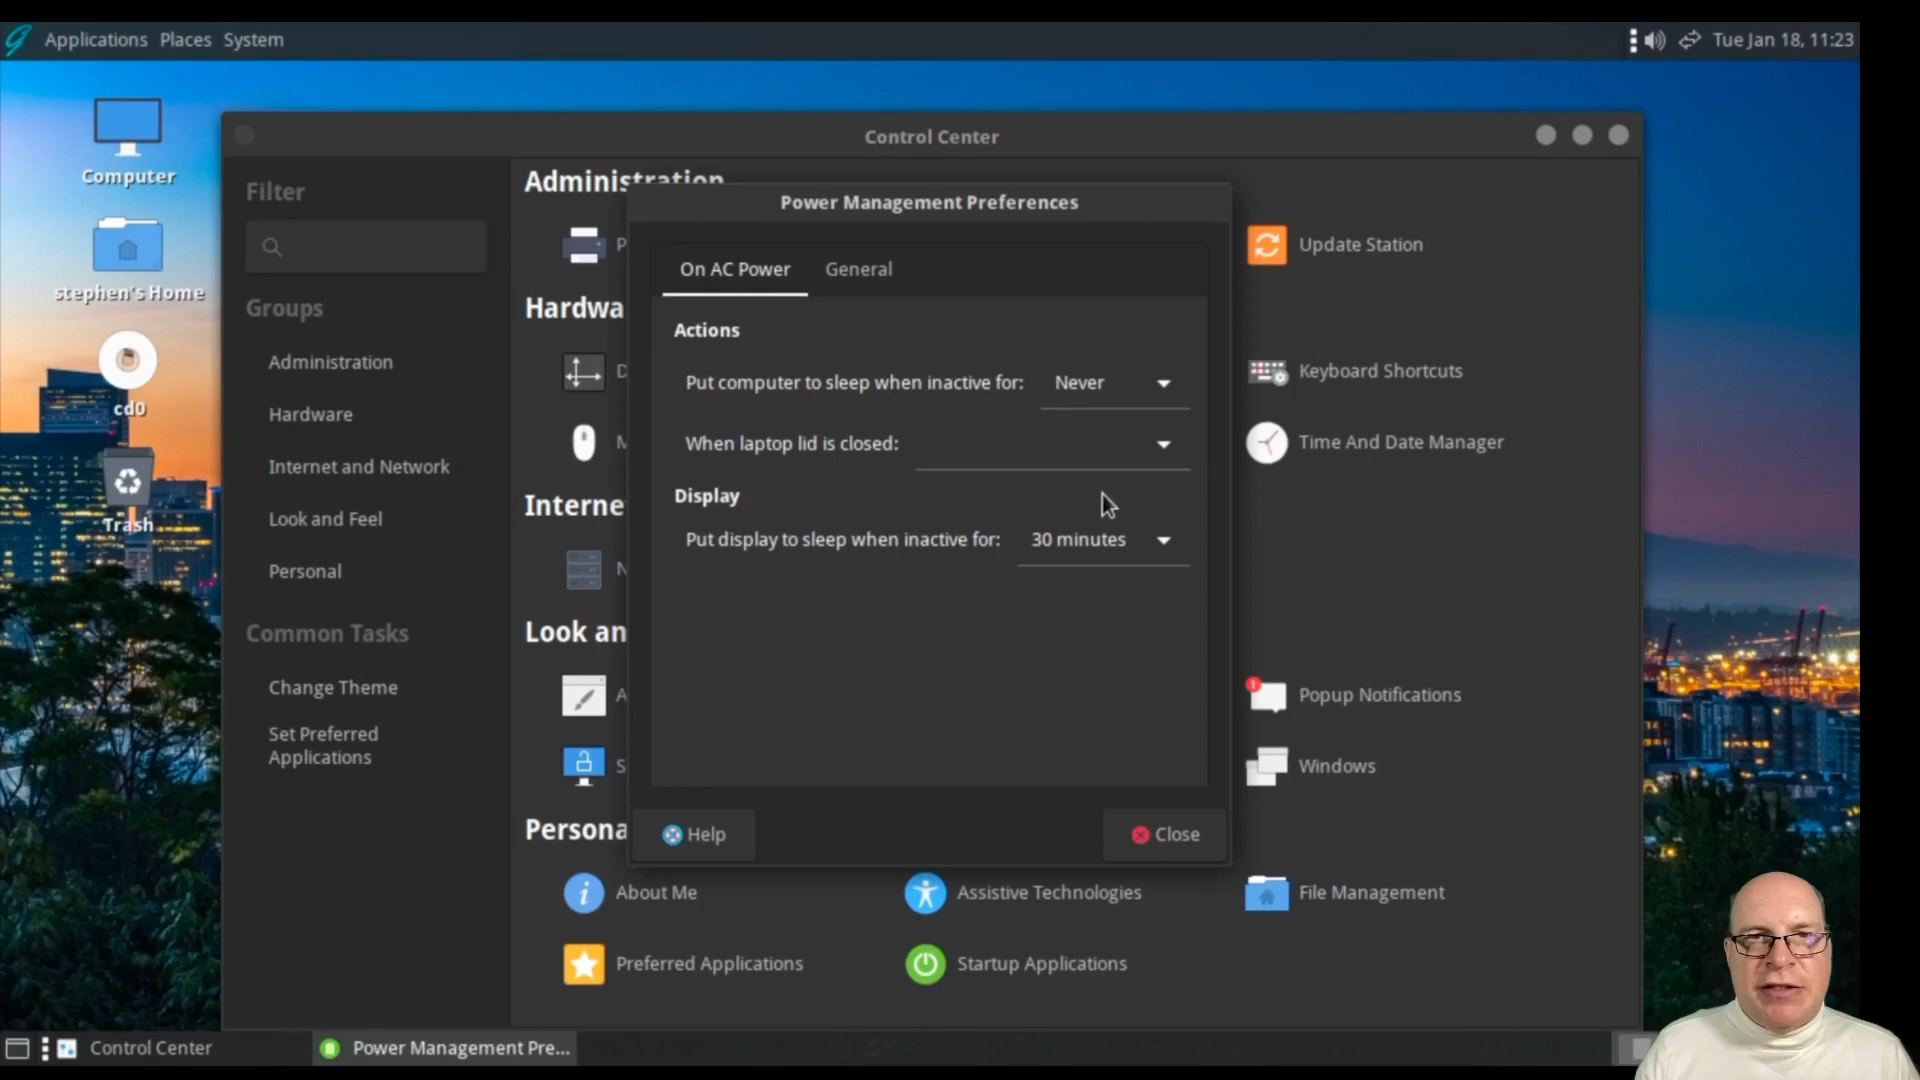 Applications Places System
Tue Jan 18, 11:23
Computer
stephen's Home
cd0
Trash
Control Center
Filter
Groups
Administration
Hardware
Internet and Network
Look and Feel
Personal
Common Tasks
Change Theme
Set Preferred
Applications
Administration
P
Update Station
Hardwa
D
Keyboard Shortcuts
M
Time And Date Manager
Interne
N
Look an
A
Popup Notifications
1
S
Windows
Persona
About Me
Assistive Technologies
File Management
Preferred Applications
Startup Applications
Power Management Preferences
On AC Power
General
Actions
Put computer to sleep when inactive for: Never
When laptop lid is closed:
Display
Put display to sleep when inactive for: 30 minutes
Help
Close
Control Center
Power Management Pre...